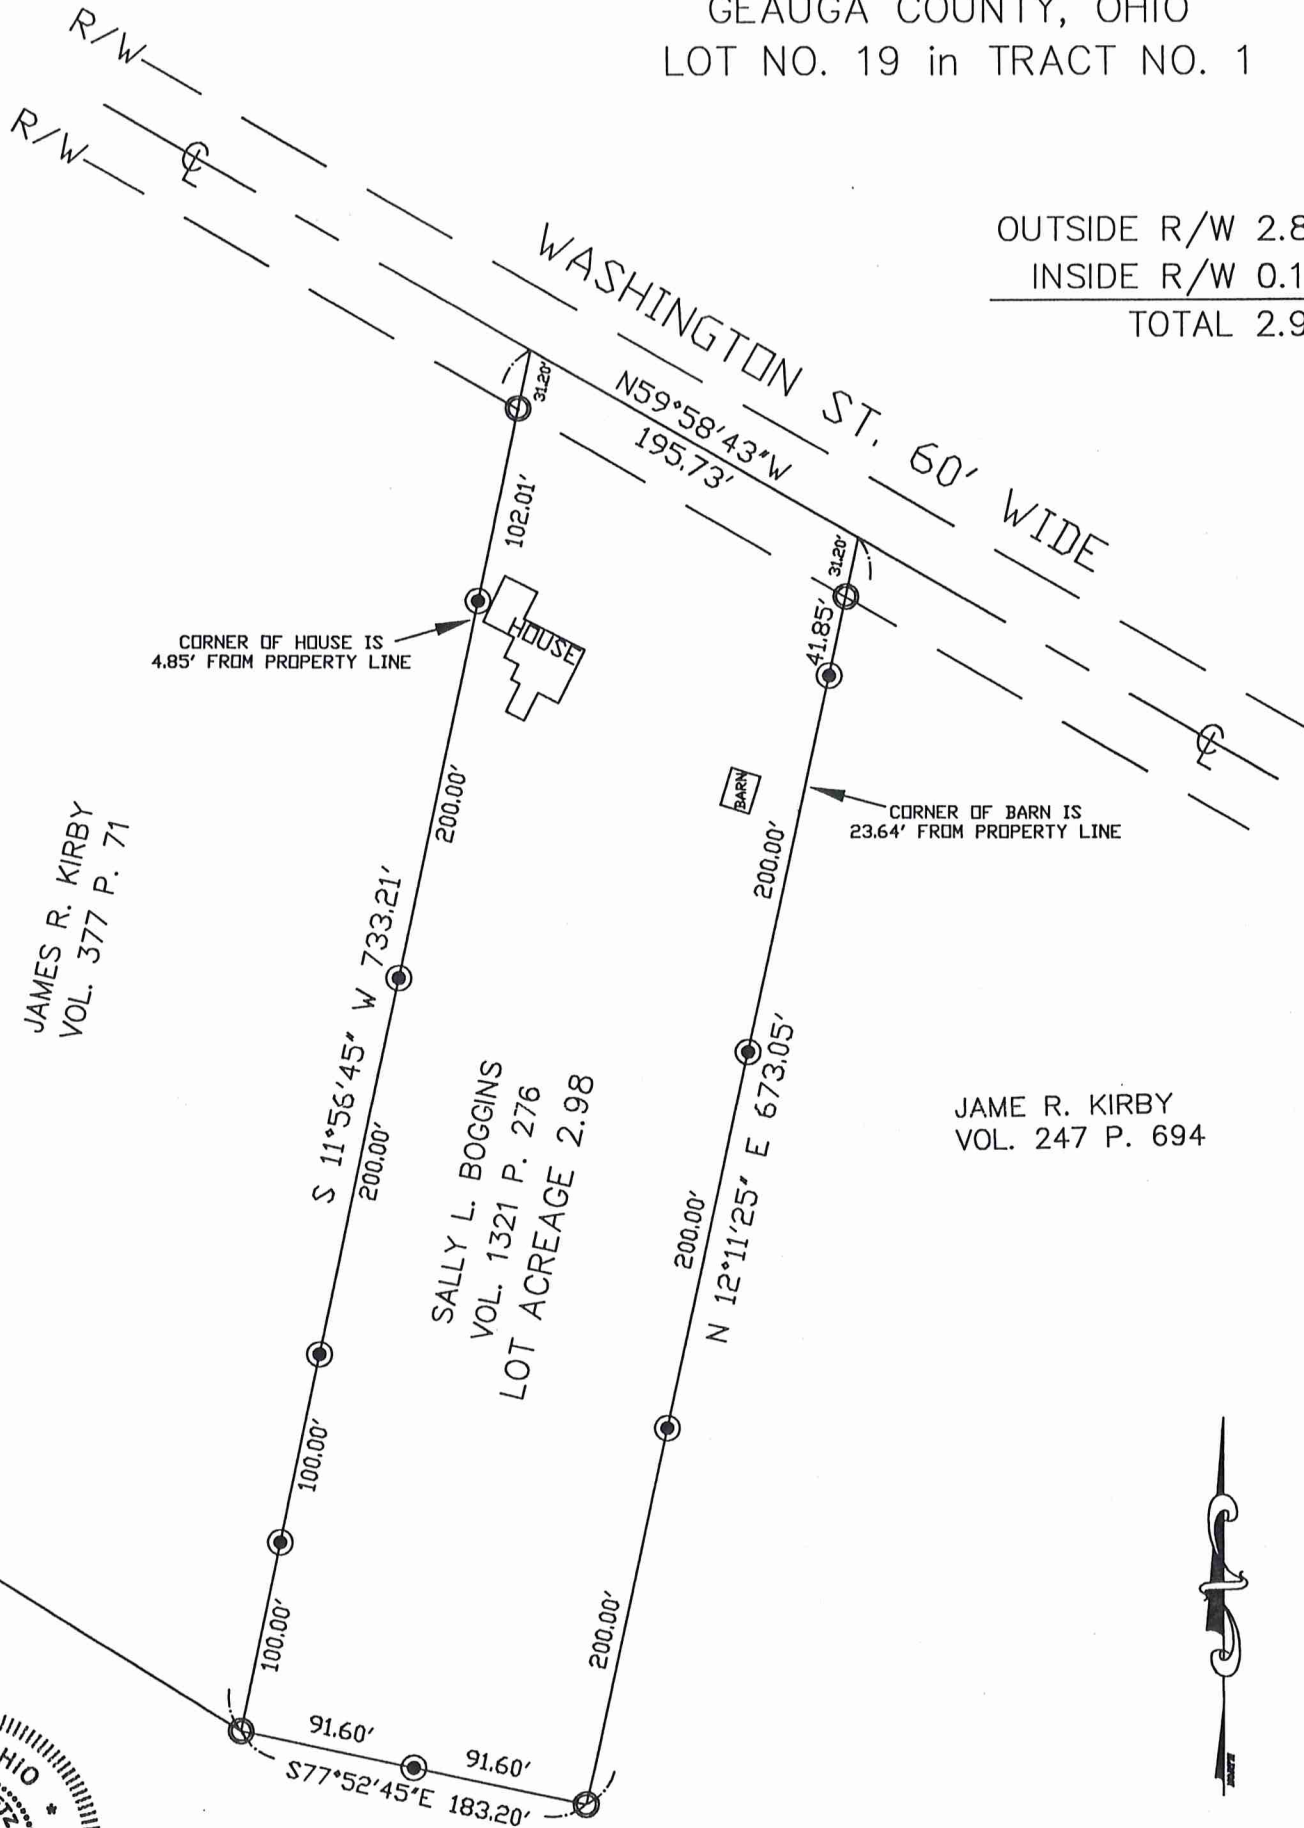 GEAUGA COUNTY, OHIO
LOT NO. 19 in TRACT NO. 1
R/W
R/W
℄
OUTSIDE R/W 2.8
INSIDE R/W 0.1
TOTAL 2.9
WASHINGTON ST. 60' WIDE
31.20'
N59°58'43"W
195.73'
102.01'
31.20'
41.85'
HOUSE
CORNER OF HOUSE IS
4.85' FROM PROPERTY LINE
℄
BARN
CORNER OF BARN IS
23.64' FROM PROPERTY LINE
200.00'
200.00'
JAMES R. KIRBY
VOL. 377 P. 71
S 11°56'45" W 733.21'
200.00'
SALLY L. BOGGINS
VOL. 1321 P. 276
LOT ACREAGE 2.98
N 12°11'25" E 673.05'
200.00'
JAME R. KIRBY
VOL. 247 P. 694
100.00'
100.00'
200.00'
91.60'
91.60'
S77°52'45"E 183.20'
NORTH
HIO *